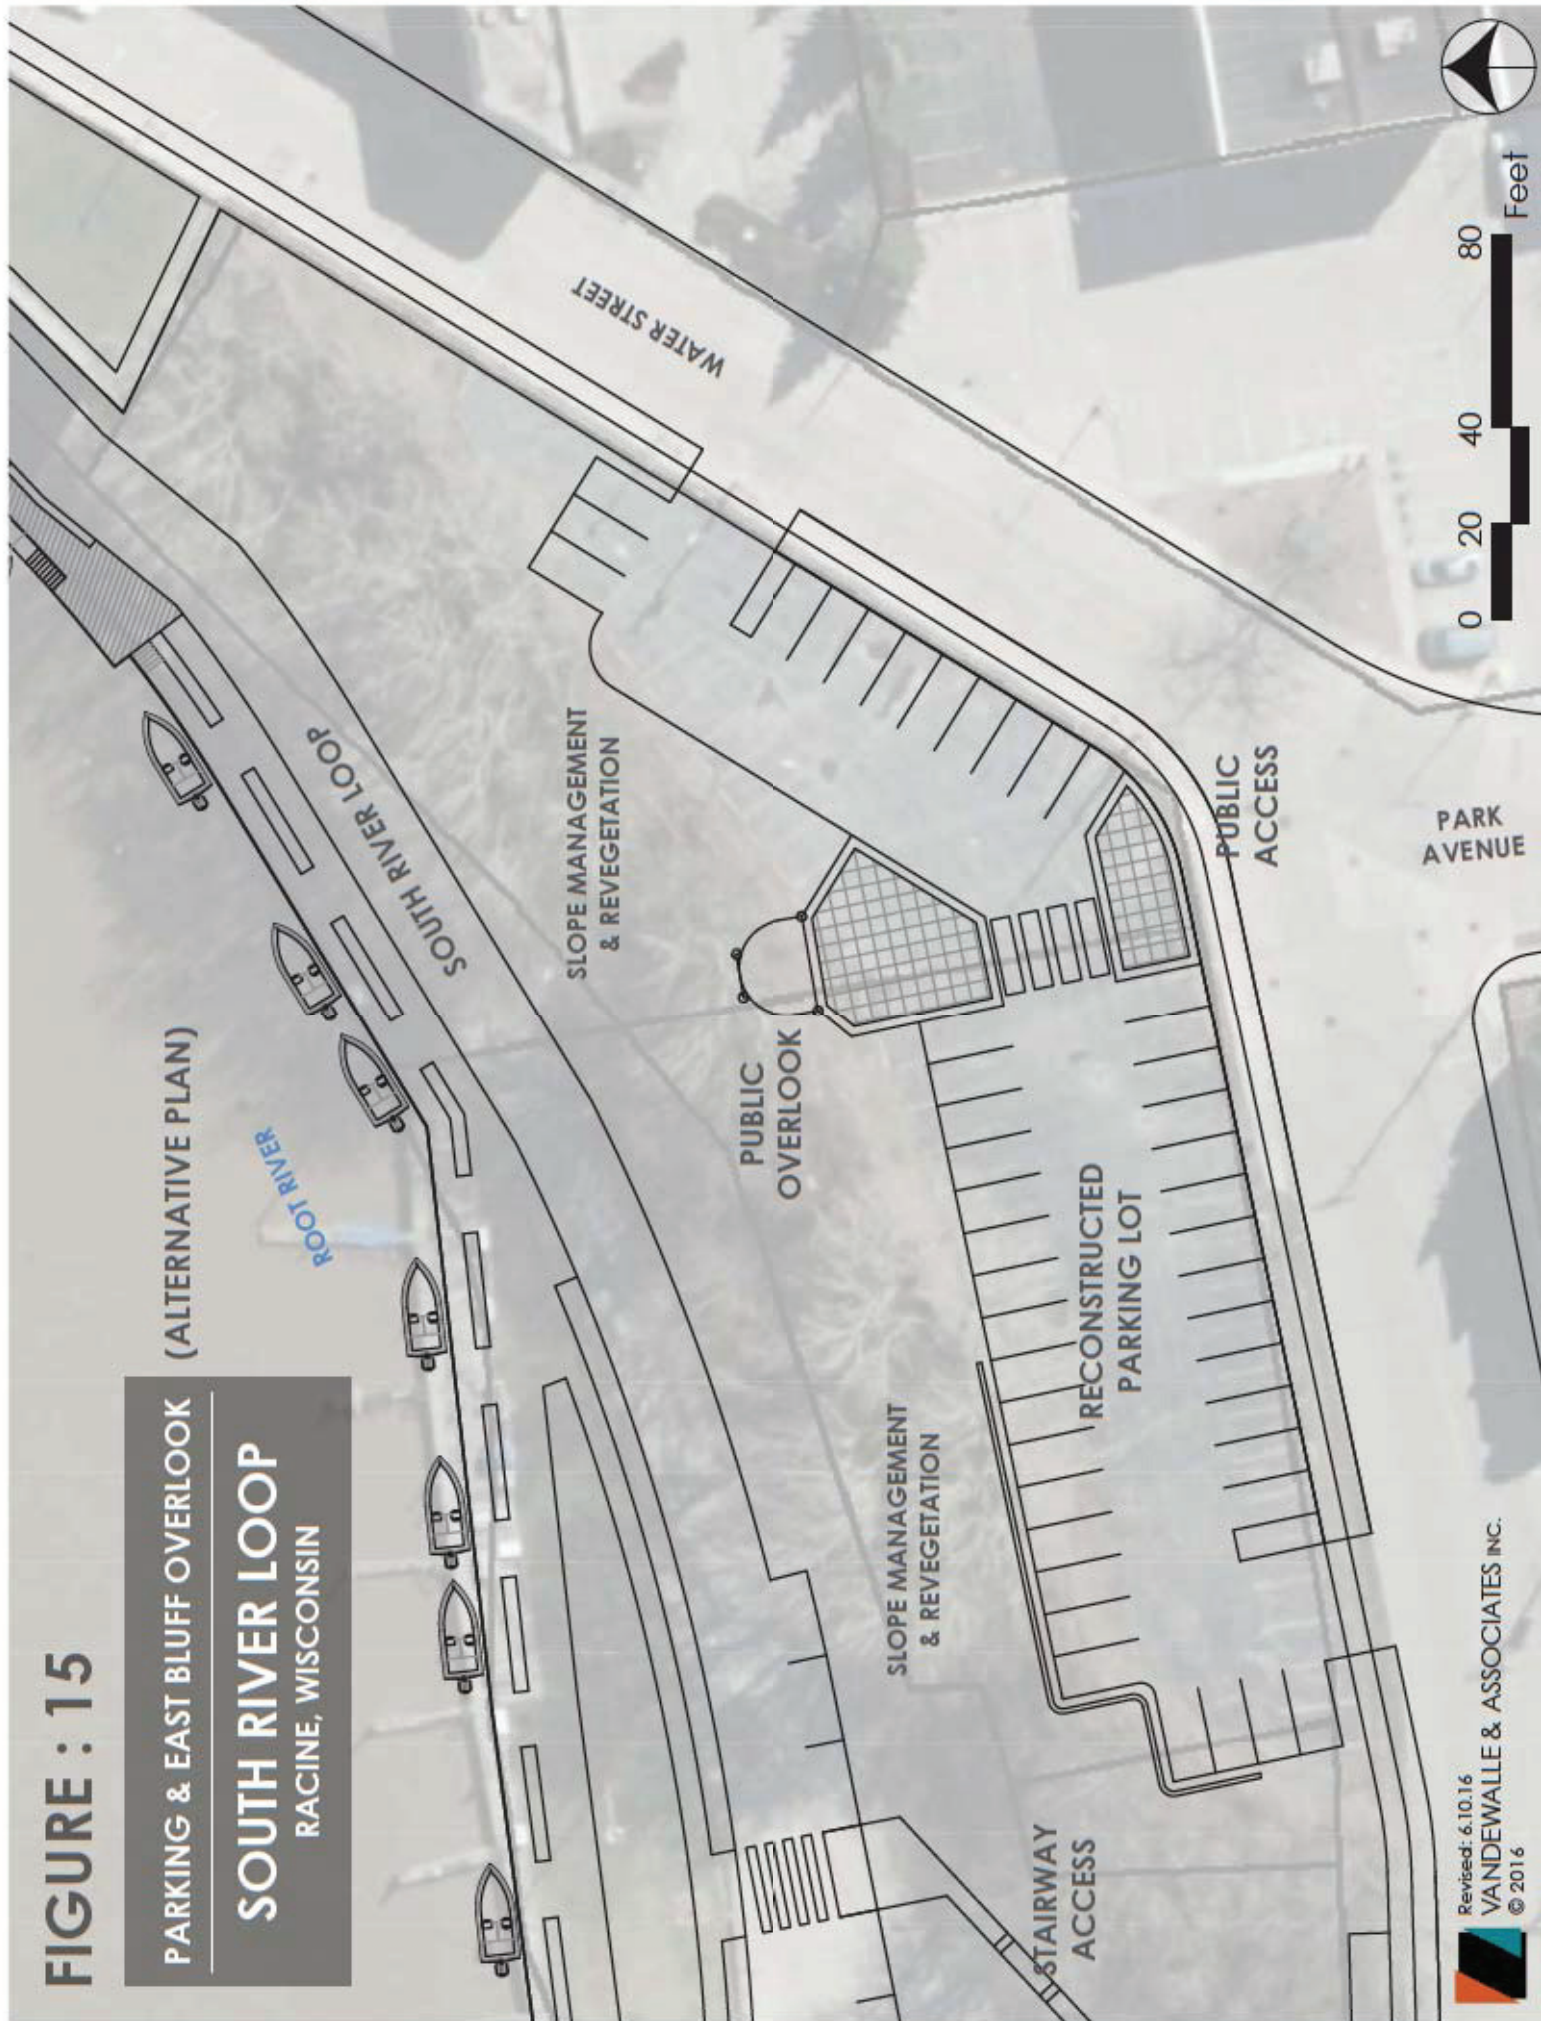 FIGURE : 15
PARKING & EAST BLUFF OVERLOOK
(ALTERNATIVE PLAN)
SOUTH RIVER LOOP
RACINE, WISCONSIN
ROOT RIVER
SOUTH RIVER LOOP
SLOPE MANAGEMENT
& REVEGETATION
WATER STREET
PUBLIC
OVERLOOK
SLOPE MANAGEMENT
& REVEGETATION
RECONSTRUCTED
PARKING LOT
PUBLIC
ACCESS
STAIRWAY
ACCESS
PARK
AVENUE
Revised: 6.10.16
VANDEWALLE & ASSOCIATES INC.
© 2016
0 20 40 80
Feet